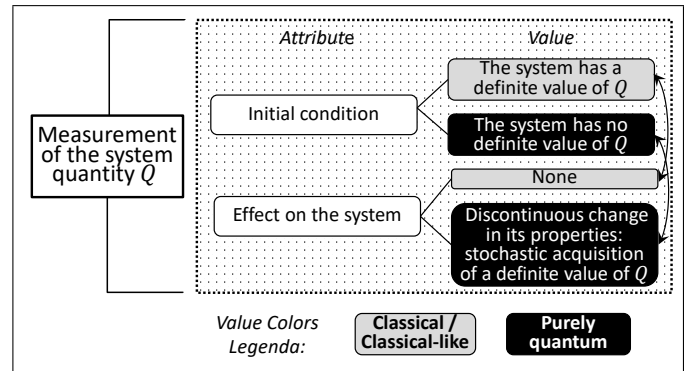 Attribute
Value
Measurement
of the system
quantity Q
Initial condition
The system has a
definite value of Q
The system has no
definite value of Q
Effect on the system
None
Discontinuous change
in its properties:
stochastic acquisition
of a definite value of Q
Value Colors
Legenda:
Classical /
Classical-like
Purely
quantum